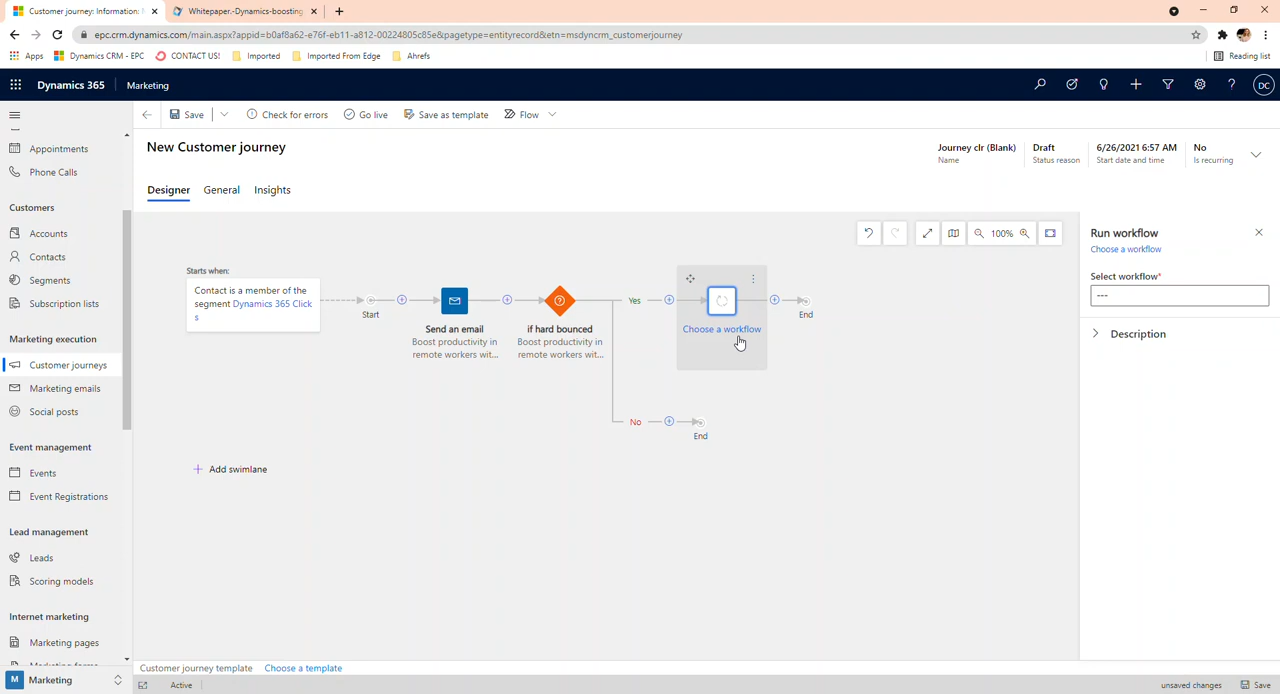 Customer journey: Information: N
Whitepaper.-Dynamics-boosting
epc.crm.dynamics.com/main.aspx?appid=b0af8a62-e76f-eb11-a812-00224805c85e&pagetype=entityrecord&etn=msdyncrm_customerjourney
Apps
Dynamics CRM - EPC
CONTACT US!
Imported
Imported From Edge
Ahrefs
Reading list
Dynamics 365
Marketing
DC
Save
Check for errors
Go live
Save as template
Flow
Appointments
Phone Calls
Customers
Accounts
Contacts
Segments
Subscription lists
Marketing execution
Customer journeys
Marketing emails
Social posts
Event management
Events
Event Registrations
Lead management
Leads
Scoring models
Internet marketing
Marketing pages
M Marketing
New Customer journey
Journey clr (Blank)
Name
Draft
Status reason
6/26/2021 6:57 AM
Start date and time
No
Is recurring
Designer
General
Insights
100%
Starts when:
Contact is a member of the
segment Dynamics 365 Click
s
Start
Send an email
Boost productivity in
remote workers wit...
if hard bounced
Boost productivity in
remote workers wit...
Yes
Choose a workflow
End
No
End
Add swimlane
Run workflow
Choose a workflow
Select workflow*
---
Description
Customer journey template
Choose a template
Active
unsaved changes
Save